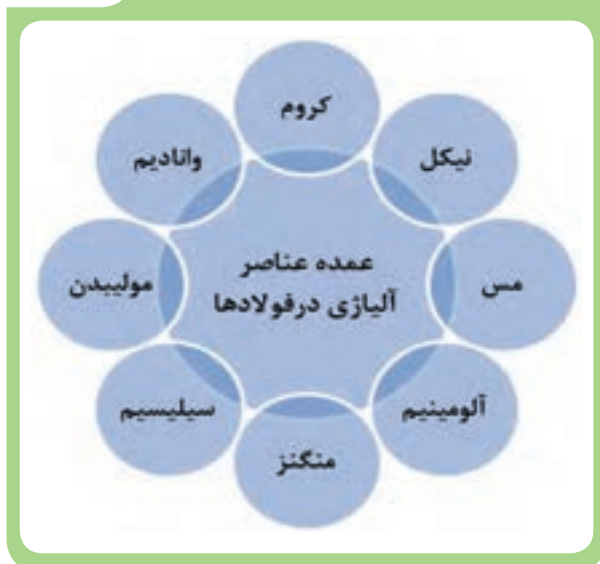 کروم
نیکل
مس
آلومینیم
منگنز
سیلیسیم
مولیبدن
وانادیم
عمده عناصر
آلیاژی درفولادها